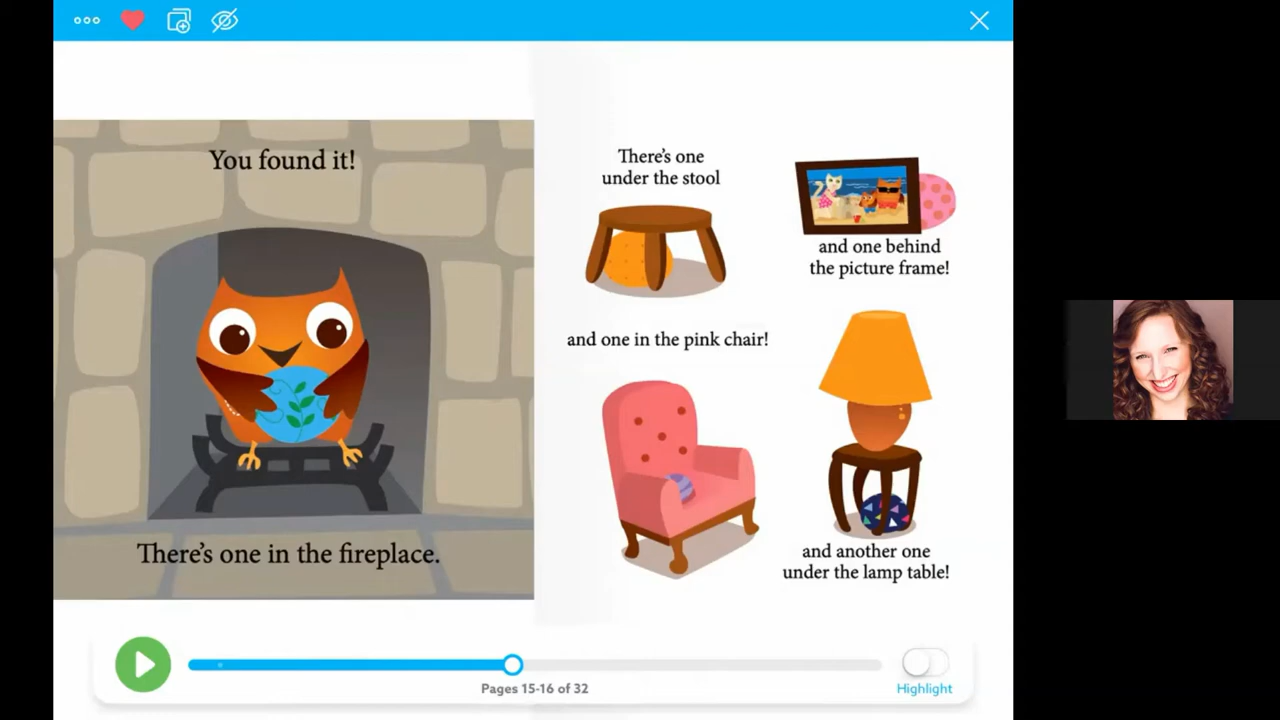 You found it!
There's one in the fireplace.
There's one
under the stool
and one behind
the picture frame!
and one in the pink chair!
and another one
under the lamp table!
Pages 15-16 of 32
Highlight